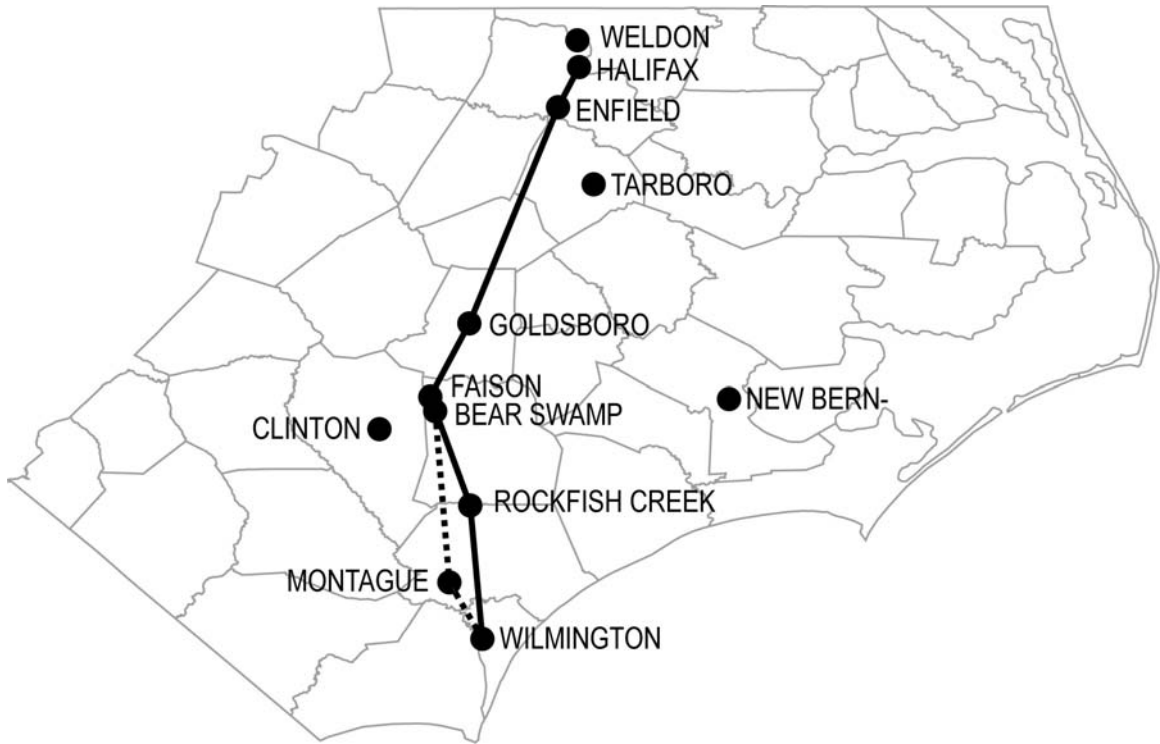 WELDON
HALIFAX
ENFIELD
TARBORO
GOLDSBORO
FAISON
BEAR SWAMP
NEW BERN-
CLINTON
ROCKFISH CREEK
MONTAGUE
WILMINGTON